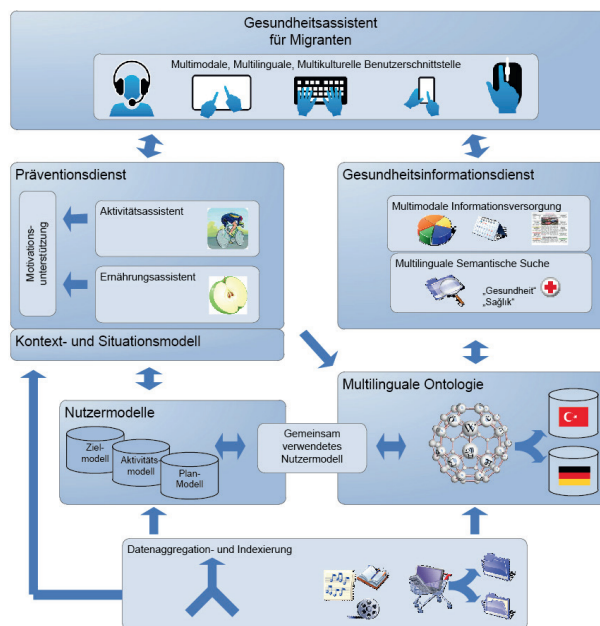 Gesundheitsassistent
für Migranten
Multimodale, Multilinguale, Multikulturelle Benutzerschnittstelle
Präventionsdienst
Motivations-
unterstützung
Aktivitätsassistent
Ernährungsassistent
Kontext- und Situationsmodell
Gesundheitsinformationsdienst
Multimodale Informationsversorgung
Multilinguale Semantische Suche
„Gesundheit“
„Sağlık“
Nutzermodelle
Ziel-
modell
Aktivitäts
modell
Plan-
Modell
Gemeinsam
verwendetes
Nutzermodell
Multilinguale Ontologie
W
Datenaggregation- und Indexierung